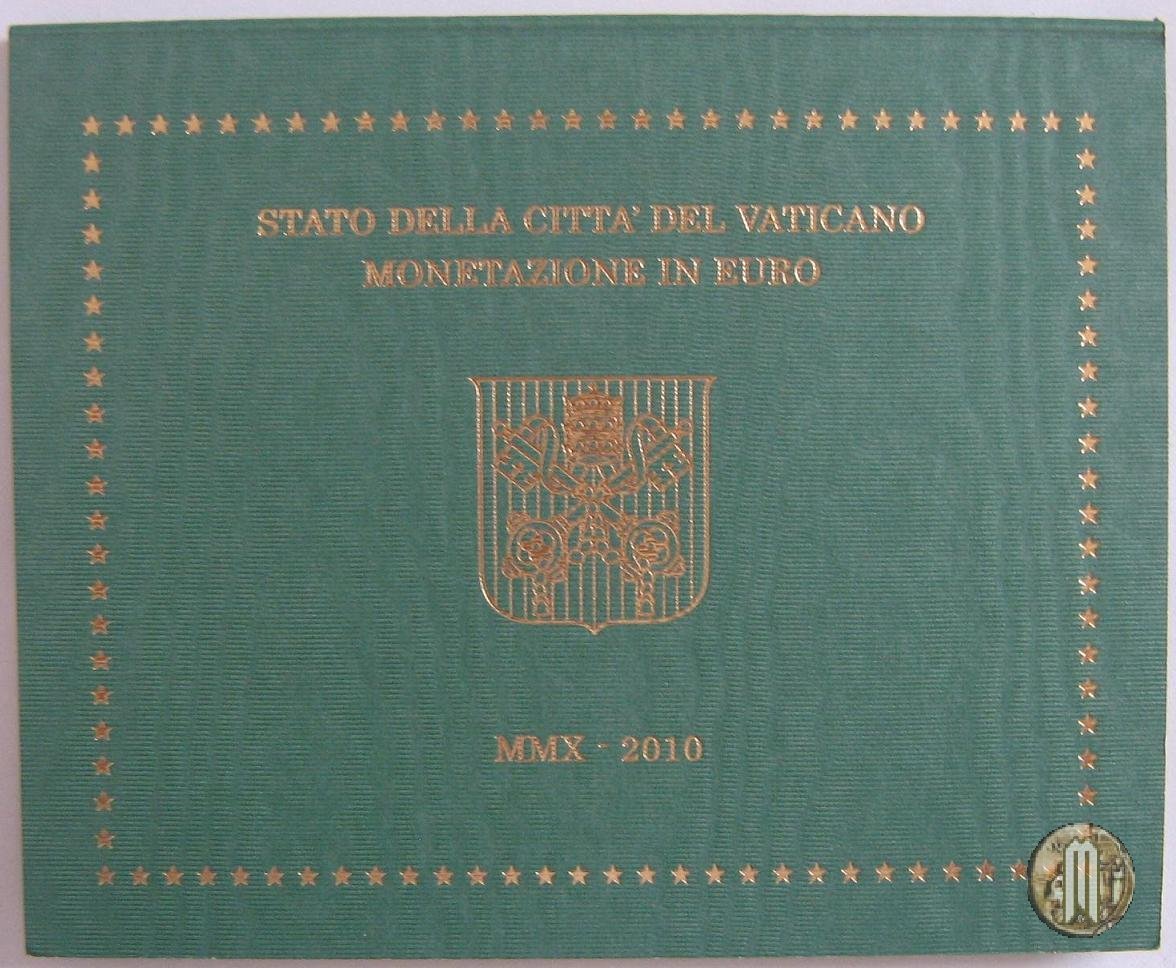 STATO DELLA CITTA' DEL VATICANO
MONETAZIONE IN EURO
MMX - 2010